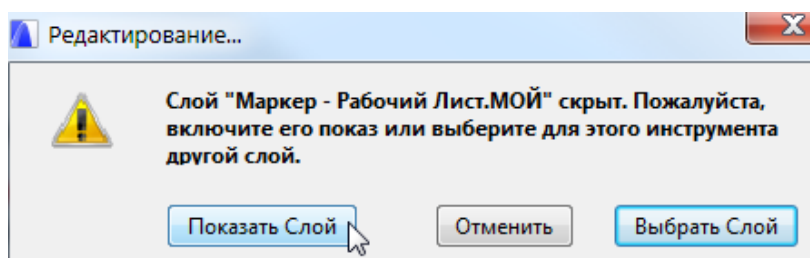 Редактирование...
Слой "Маркер - Рабочий Лист.МОЙ" скрыт. Пожалуйста,
включите его показ или выберите для этого инструмента
другой слой.
Показать Слой Отменить Выбрать Слой